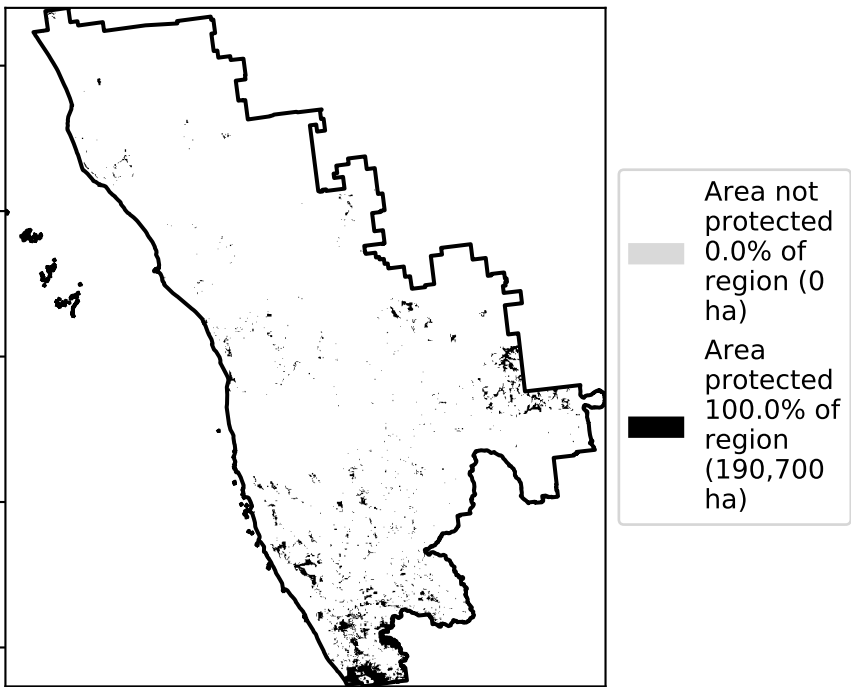 Area not
protected
0.0% of
region (0
ha)
Area
protected
100.0% of
region
(190,700
ha)